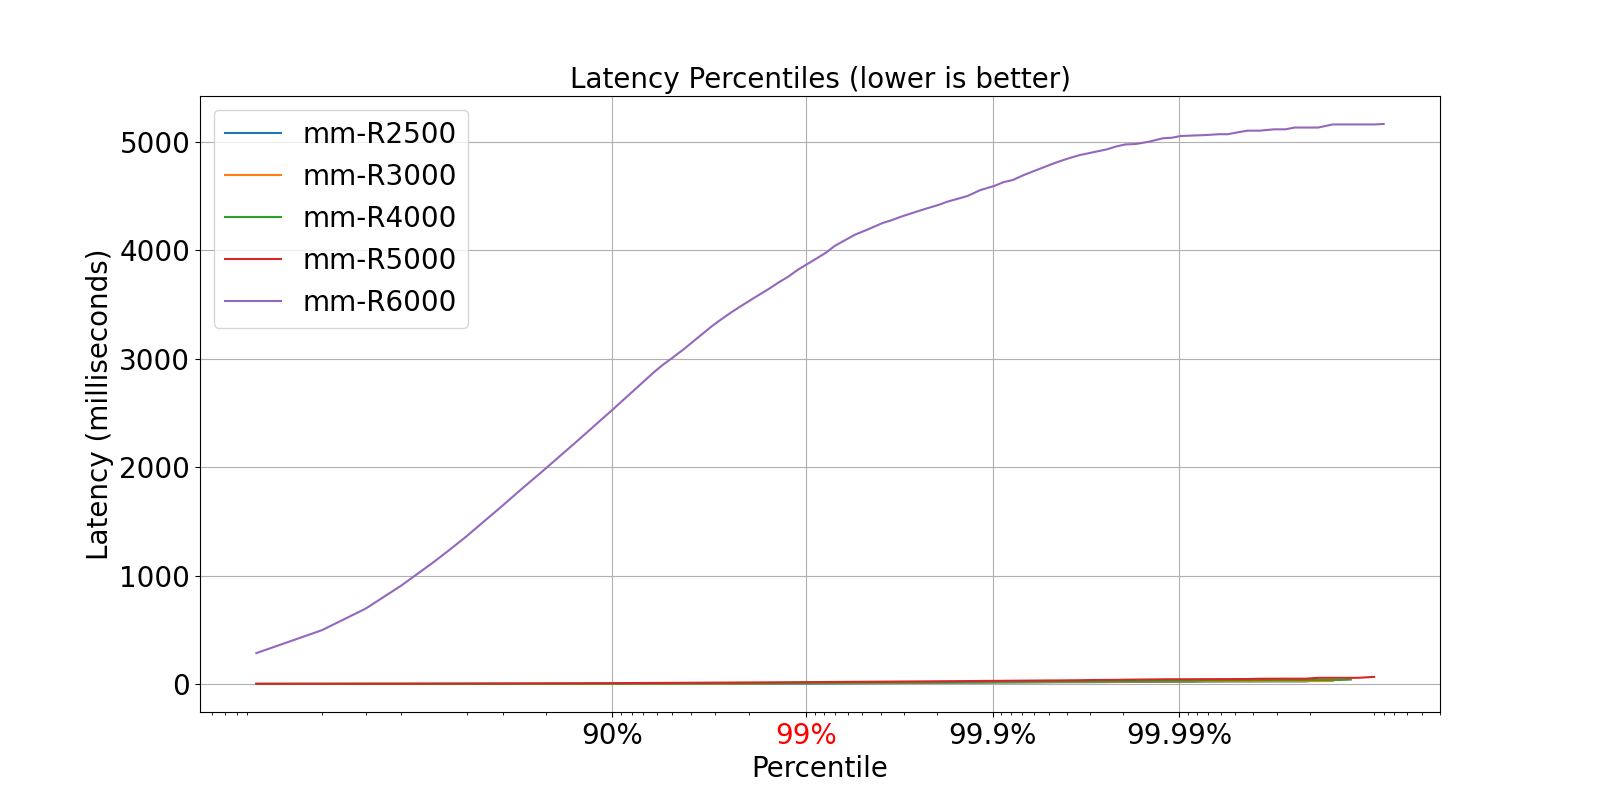 Latency Percentiles (lower is better)
mm-R2500
mm-R3000
mm-R4000
mm-R5000
mm-R6000
5000
4000
3000
2000
1000
0
Latency (milliseconds)
90%
99%
99.9%
99.99%
Percentile